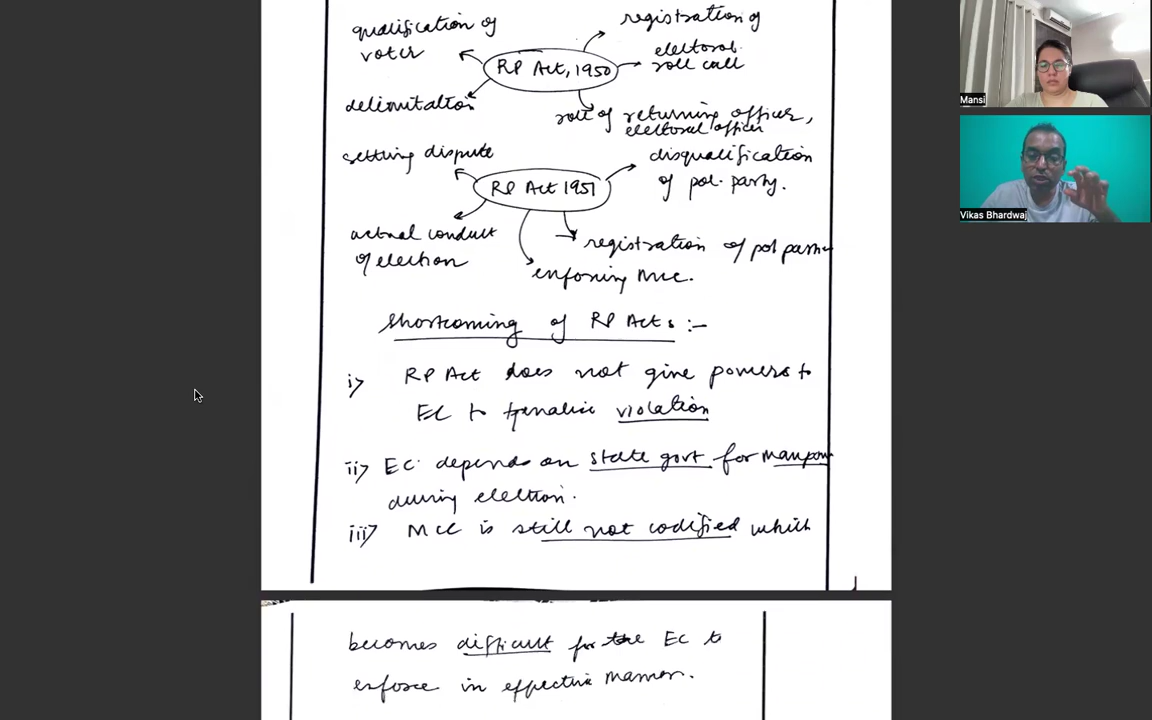 qualification of
voter
registration of
electoral
roll call
RP Act, 1950
delimitation
role of returning officer,
electoral officer
settling dispute
disqualification
of pol. party.
RP Act 1951
actual conduct
of election
registration of pol party
enforing MCC.
Shortcoming of RP Acts :-
i) RP Act does not give powers to
EC to penalise violation
ii) EC depends on state govt for manpow
during election.
iii) MCC is still not codified which
becomes difficult for the EC to
enforce in effective manner.
Mansi
Vikas Bhardwaj